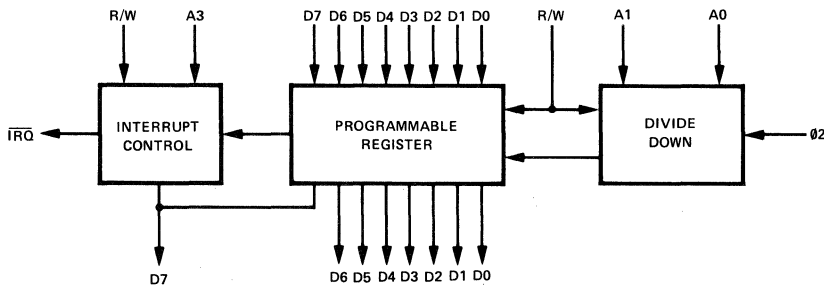 R/W A3 D7 D6 D5 D4 D3 D2 D1 D0 R/W A1 A0
IRQ INTERRUPT CONTROL PROGRAMMABLE REGISTER DIVIDE DOWN Ø2
D7 D6 D5 D4 D3 D2 D1 D0